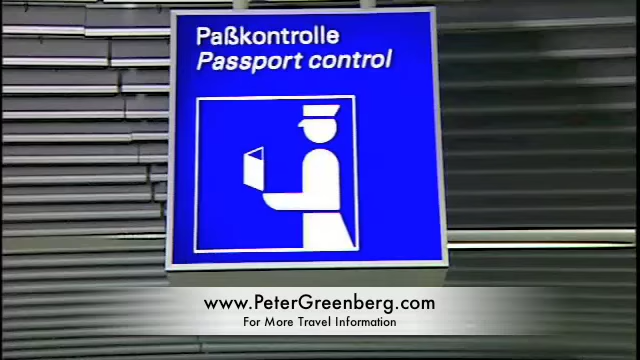 Paßkontrolle
Passport control
www.PeterGreenberg.com
For More Travel Information